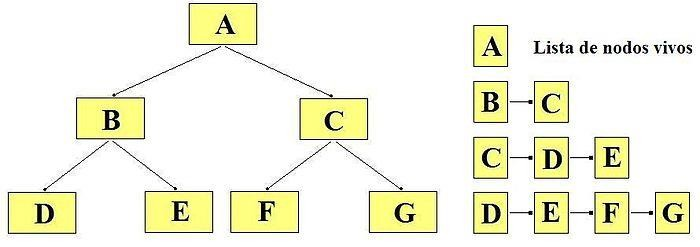 A
B
C
D
E
F
G
A Lista de nodos vivos
B C
C D E
D E F G